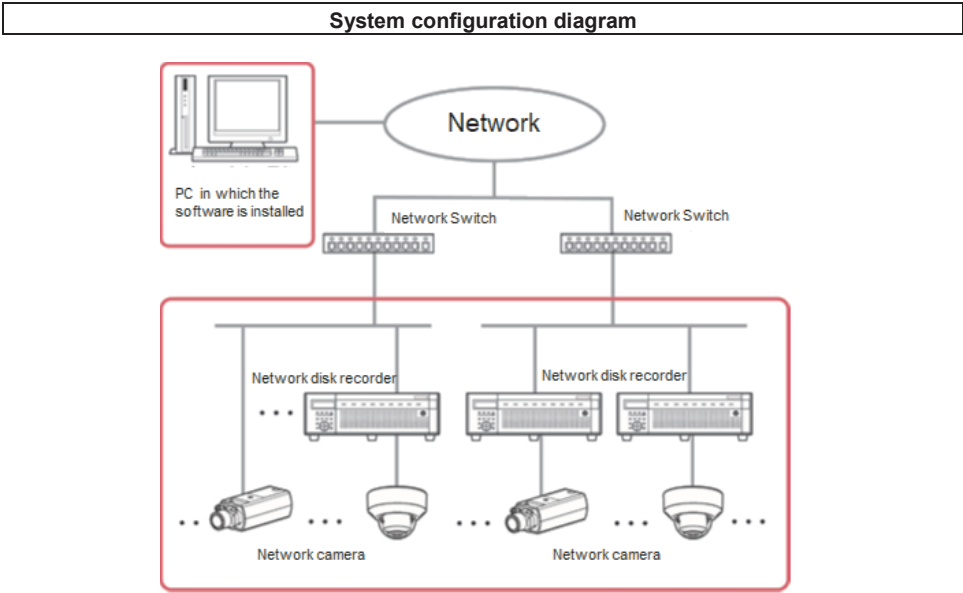 System configuration diagram
Network
PC in which the
software is installed
Network Switch
Network Switch
Network disk recorder
Network disk recorder
Network camera
Network camera